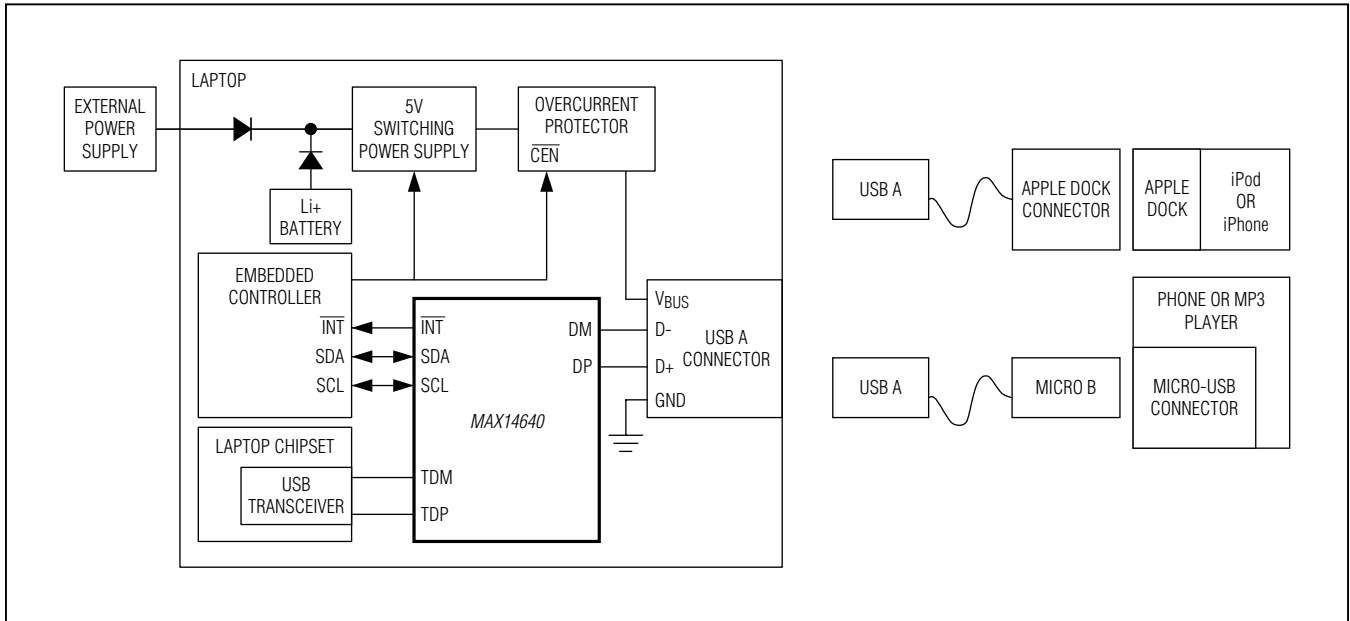 LAPTOP
EXTERNAL
POWER
SUPPLY
5V
SWITCHING
POWER SUPPLY
OVERCURRENT
PROTECTOR
CEN
Li+
BATTERY
EMBEDDED
CONTROLLER
INT
SDA
SCL
INT
SDA
SCL
DM
DP
MAX14640
TDM
TDP
LAPTOP CHIPSET
USB
TRANSCEIVER
VBUS
D-
D+
GND
USB A
CONNECTOR
USB A
APPLE DOCK
CONNECTOR
APPLE
DOCK
iPod
OR
iPhone
USB A
MICRO B
PHONE OR MP3
PLAYER
MICRO-USB
CONNECTOR